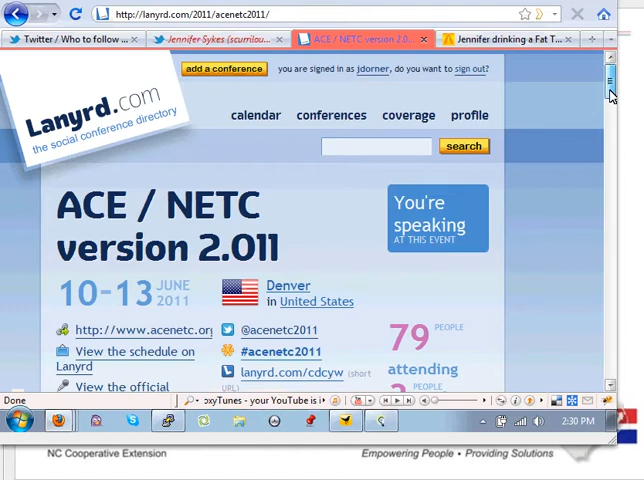 http://lanyrd.com/2011/acenetc2011/
Twitter / Who to follow ...
Jennifer Sykes (scurrilou...
ACE / NETC version 2.0...
Jennifer drinking a Fat T...
add a conference
you are signed in as jdorner, do you want to sign out?
Lanyrd.com
the social conference directory
calendar
conferences
coverage
profile
search
ACE / NETC
version 2.011
You're
speaking
AT THIS EVENT
10-13 JUNE
2011
Denver
in United States
http://www.acenetc.org
@acenetc2011
79 PEOPLE
attending
View the schedule on
Lanyrd
#acenetc2011
lanyrd.com/cdcyw (short
URL)
View the official
PEOPLE
Done
oxyTunes - your YouTube is i
2:30 PM
NC Cooperative Extension
Empowering People • Providing Solutions